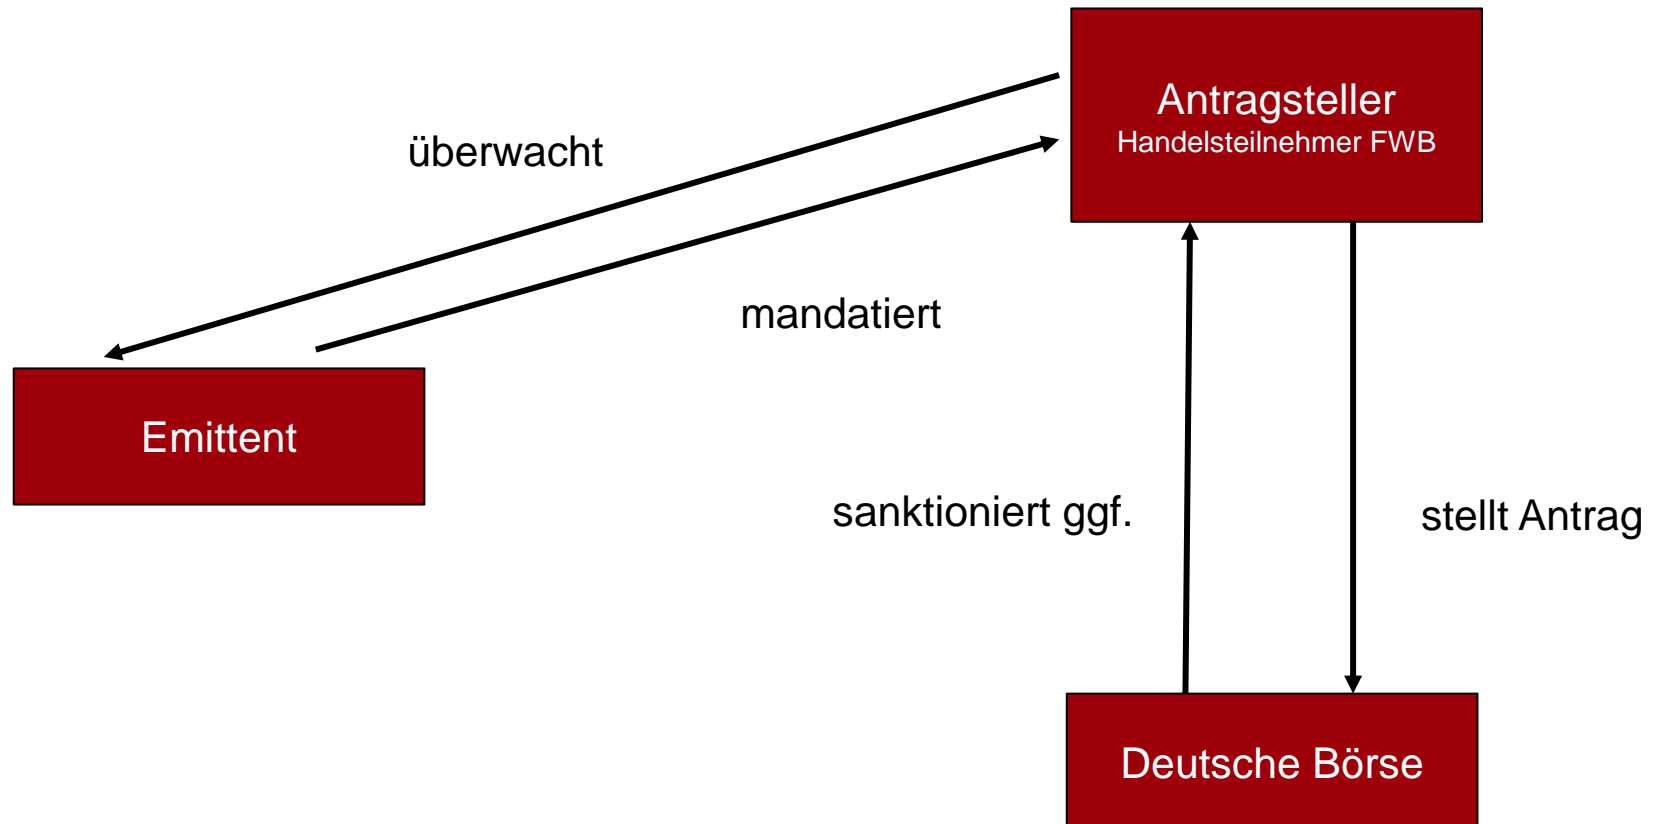 Antragsteller
Handelsteilnehmer FWB
überwacht
mandatiert
Emittent
sanktioniert ggf.
stellt Antrag
Deutsche Börse